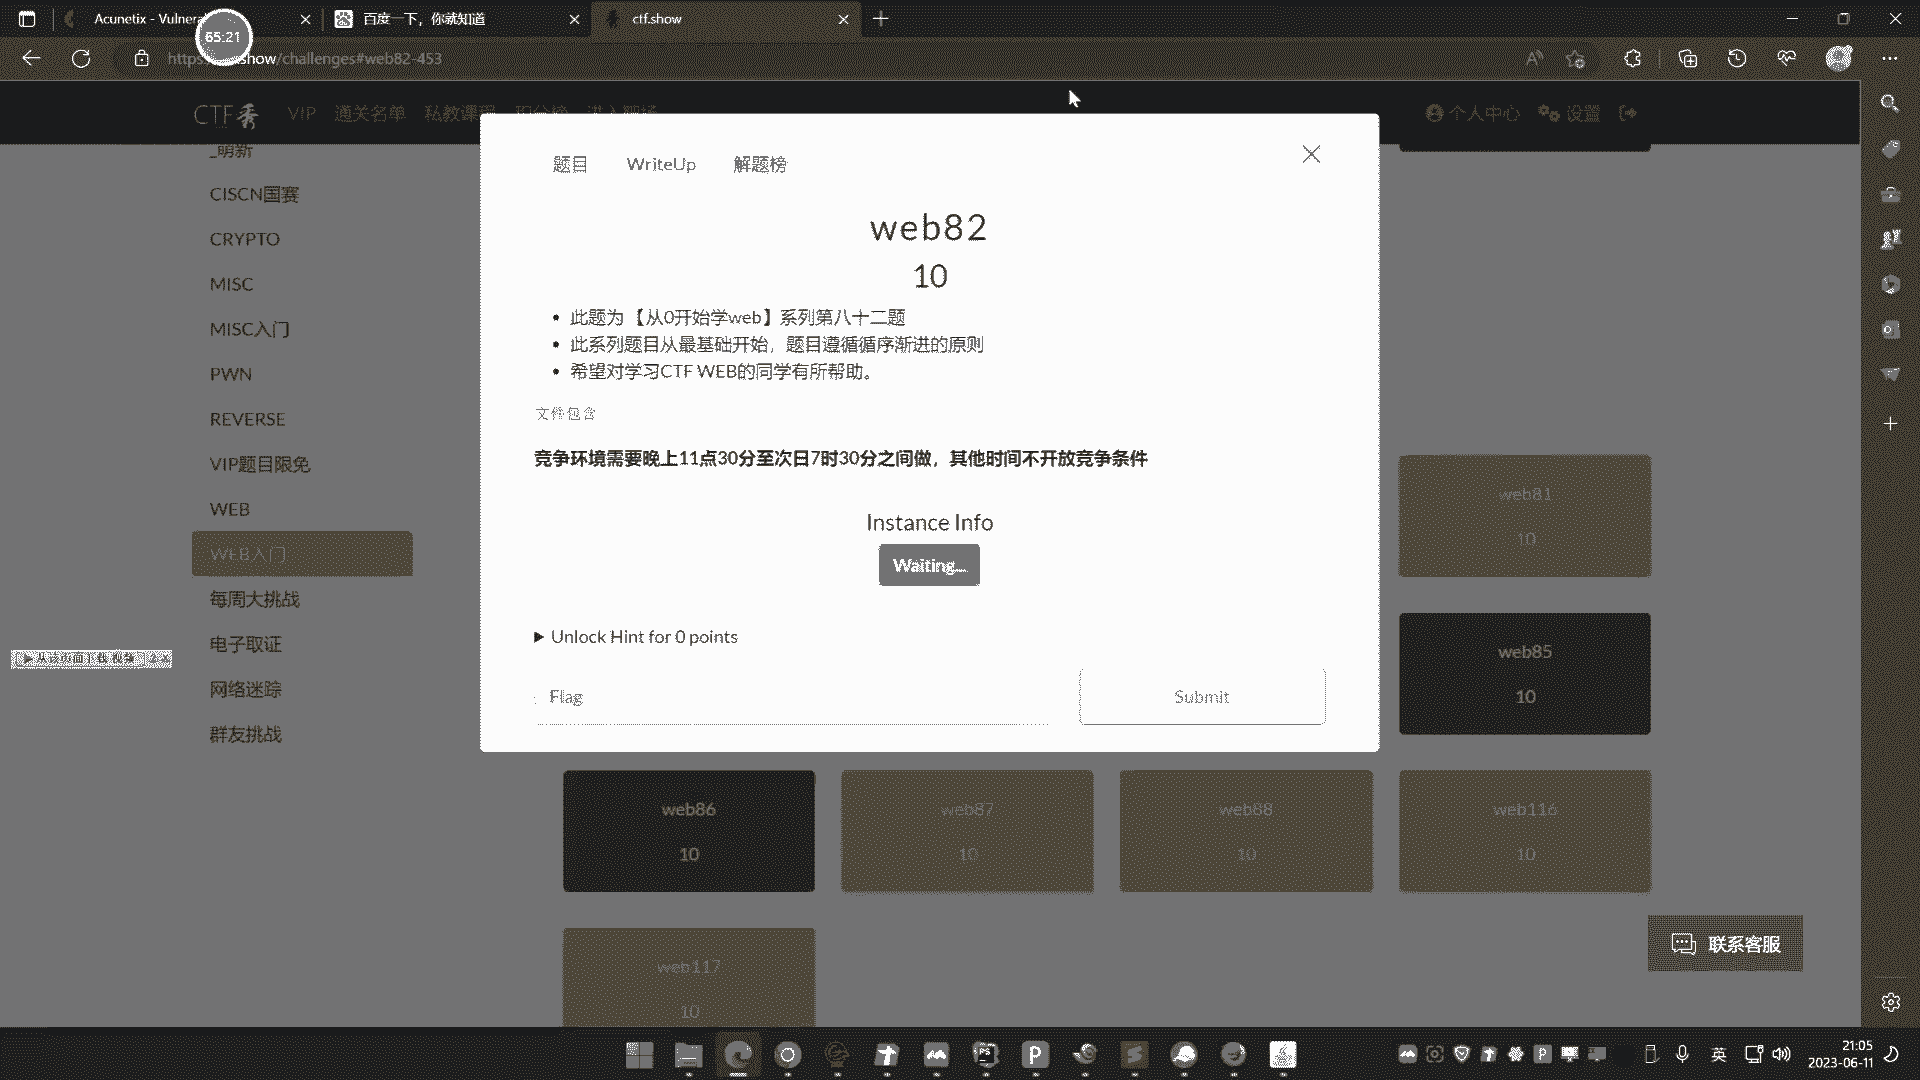 Acunetix - Vulnera
百度一下，你就知道
ctf.show
65:21
https:
show/challenges#web82-453
CTF秀
VIP
通关名单
私教课程
积分榜
进入职场
个人中心
设置
_萌新
CISCN国赛
CRYPTO
MISC
MISC入门
PWN
REVERSE
VIP题目限免
WEB
WEB入门
每周大挑战
电子取证
网络迷踪
群友挑战
题目
WriteUp
解题榜
web82
10
此题为 【从0开始学web】系列第八十二题
此系列题目从最基础开始，题目遵循循序渐进的原则
希望对学习CTF WEB的同学有所帮助。
文件包含
竞争环境需要晚上11点30分至次日7时30分之间做，其他时间不开放竞争条件
Instance Info
Waiting...
Unlock Hint for 0 points
Flag
Submit
web81
10
web85
10
web86
10
web87
10
web88
10
web116
10
web117
10
联系客服
英
21:05
2023-06-11